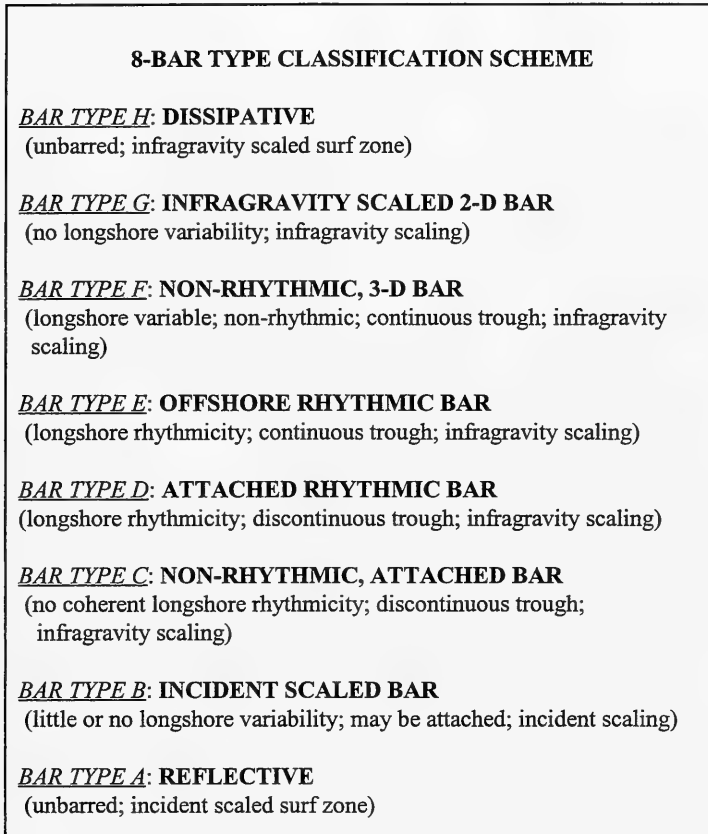 8-BAR TYPE CLASSIFICATION SCHEME
BAR TYPE H: DISSIPATIVE
(unbarred; infragravity scaled surf zone)
BAR TYPE G: INFRAGRAVITY SCALED 2-D BAR
(no longshore variability; infragravity scaling)
BAR TYPE F: NON-RHYTHMIC, 3-D BAR
(longshore variable; non-rhythmic; continuous trough; infragravity
scaling)
BAR TYPE E: OFFSHORE RHYTHMIC BAR
(longshore rhythmicity; continuous trough; infragravity scaling)
BAR TYPE D: ATTACHED RHYTHMIC BAR
(longshore rhythmicity; discontinuous trough; infragravity scaling)
BAR TYPE C: NON-RHYTHMIC, ATTACHED BAR
(no coherent longshore rhythmicity; discontinuous trough;
infragravity scaling)
BAR TYPE B: INCIDENT SCALED BAR
(little or no longshore variability; may be attached; incident scaling)
BAR TYPE A: REFLECTIVE
(unbarred; incident scaled surf zone)